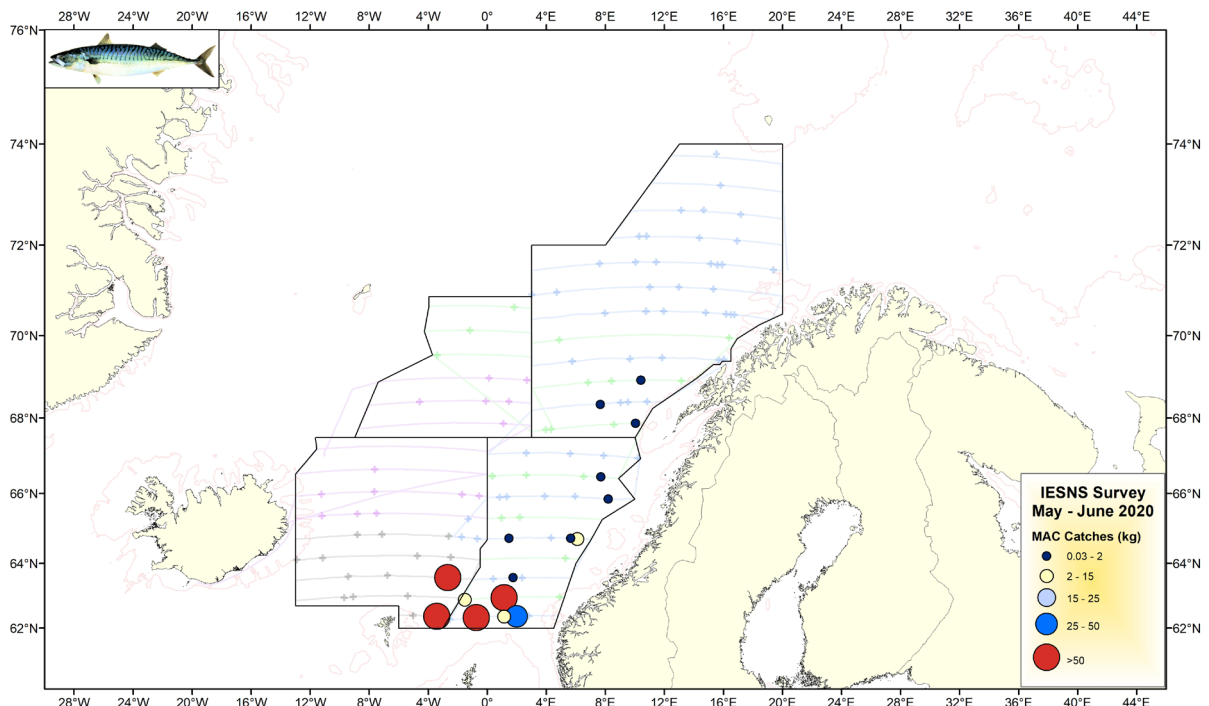 28°W 24°W 20°W 16°W 12°W 8°W 4°W 0° 4°E 8°E 12°E 16°E 20°E 24°E 28°E 32°E 36°E 40°E 44°E
76°N
74°N 74°N
72°N 72°N
70°N 70°N
68°N 68°N
66°N 66°N
64°N 64°N
62°N 62°N
IESNS Survey
May - June 2020
MAC Catches (kg)
0.03 - 2
2 - 15
15 - 25
25 - 50
>50
28°W 24°W 20°W 16°W 12°W 8°W 4°W 0° 4°E 8°E 12°E 16°E 20°E 24°E 28°E 32°E 36°E 40°E 44°E